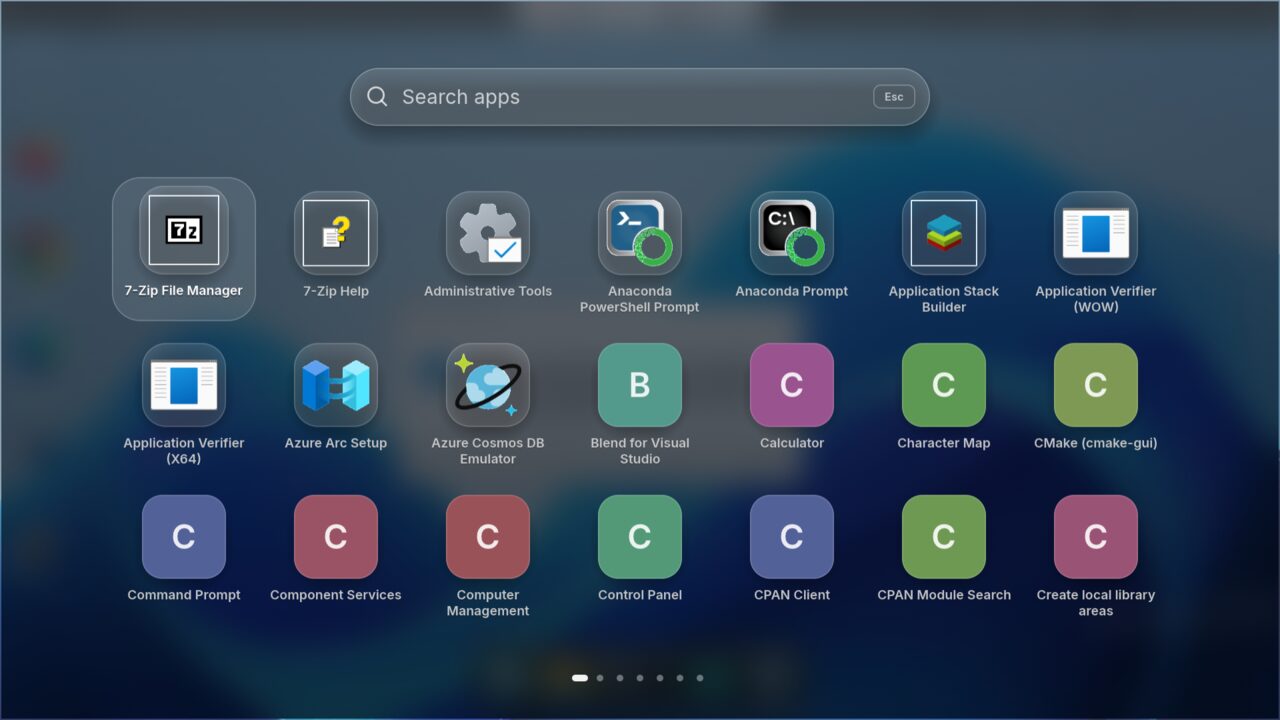 Search apps
Esc
7z
7-Zip File Manager
?
7-Zip Help
Administrative Tools
Anaconda
PowerShell Prompt
C:\
Anaconda Prompt
Application Stack
Builder
Application Verifier
(WOW)
Application Verifier
(X64)
Azure Arc Setup
Azure Cosmos DB
Emulator
B
Blend for Visual
Studio
C
Calculator
C
Character Map
C
CMake (cmake-gui)
C
Command Prompt
C
Component Services
C
Computer
Management
C
Control Panel
C
CPAN Client
C
CPAN Module Search
C
Create local library
areas